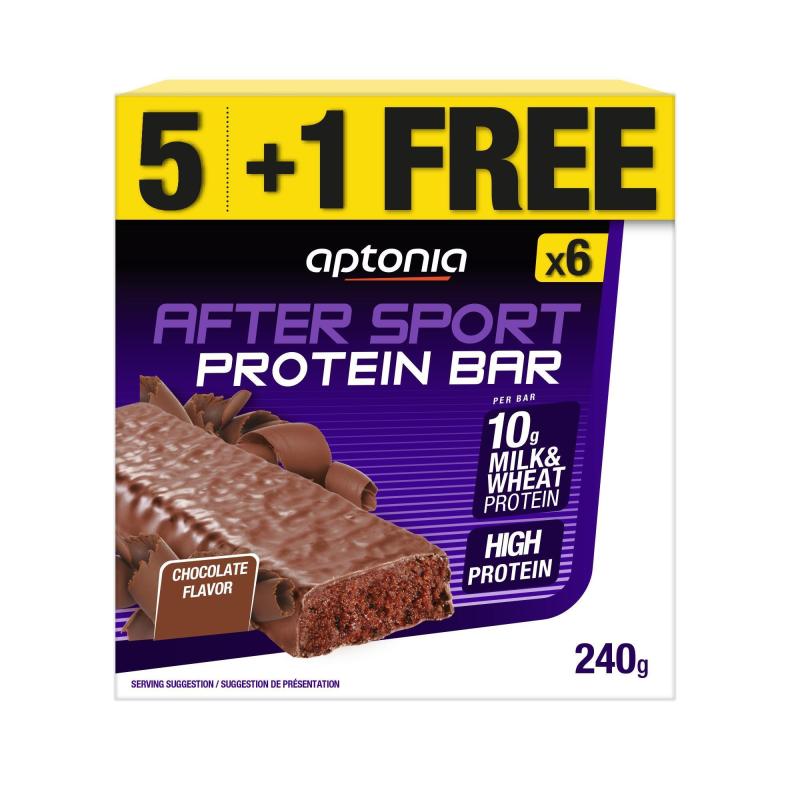 5 +1 FREE
aptonia
x6
AFTER SPORT
PROTEIN BAR
PER BAR
10g
MILK&
WHEAT
PROTEIN
HIGH
PROTEIN
CHOCOLATE
FLAVOR
240g
SERVING SUGGESTION / SUGGESTION DE PRÉSENTATION